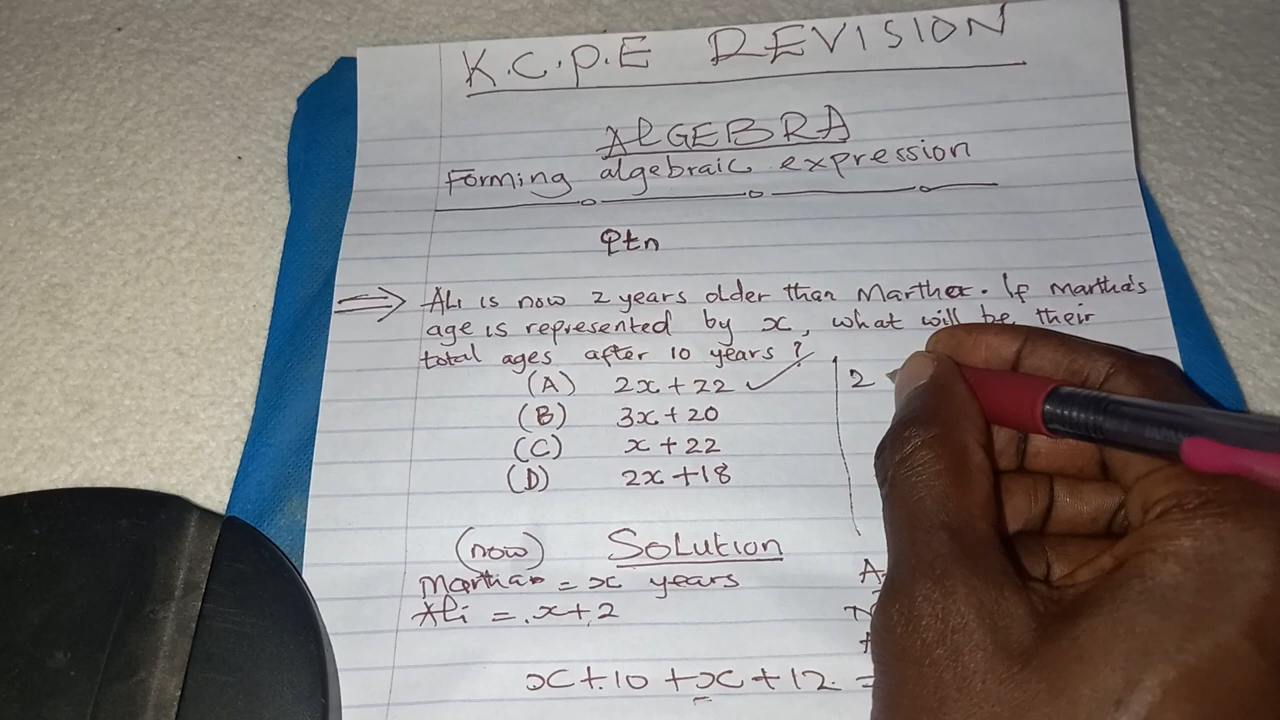 K.C.P.E REVISION
ALGEBRA
Forming algebraic expression
Qtn
Ali is now 2 years older than Martha. If martha's
age is represented by x, what will be their
total ages after 10 years?
(A) 2x+22 ✓
(B) 3x+20
(C) x+22
(D) 2x+18
2
(now) Solution
Martha = x years
Ali = x+2
A
x+10+x+12 =